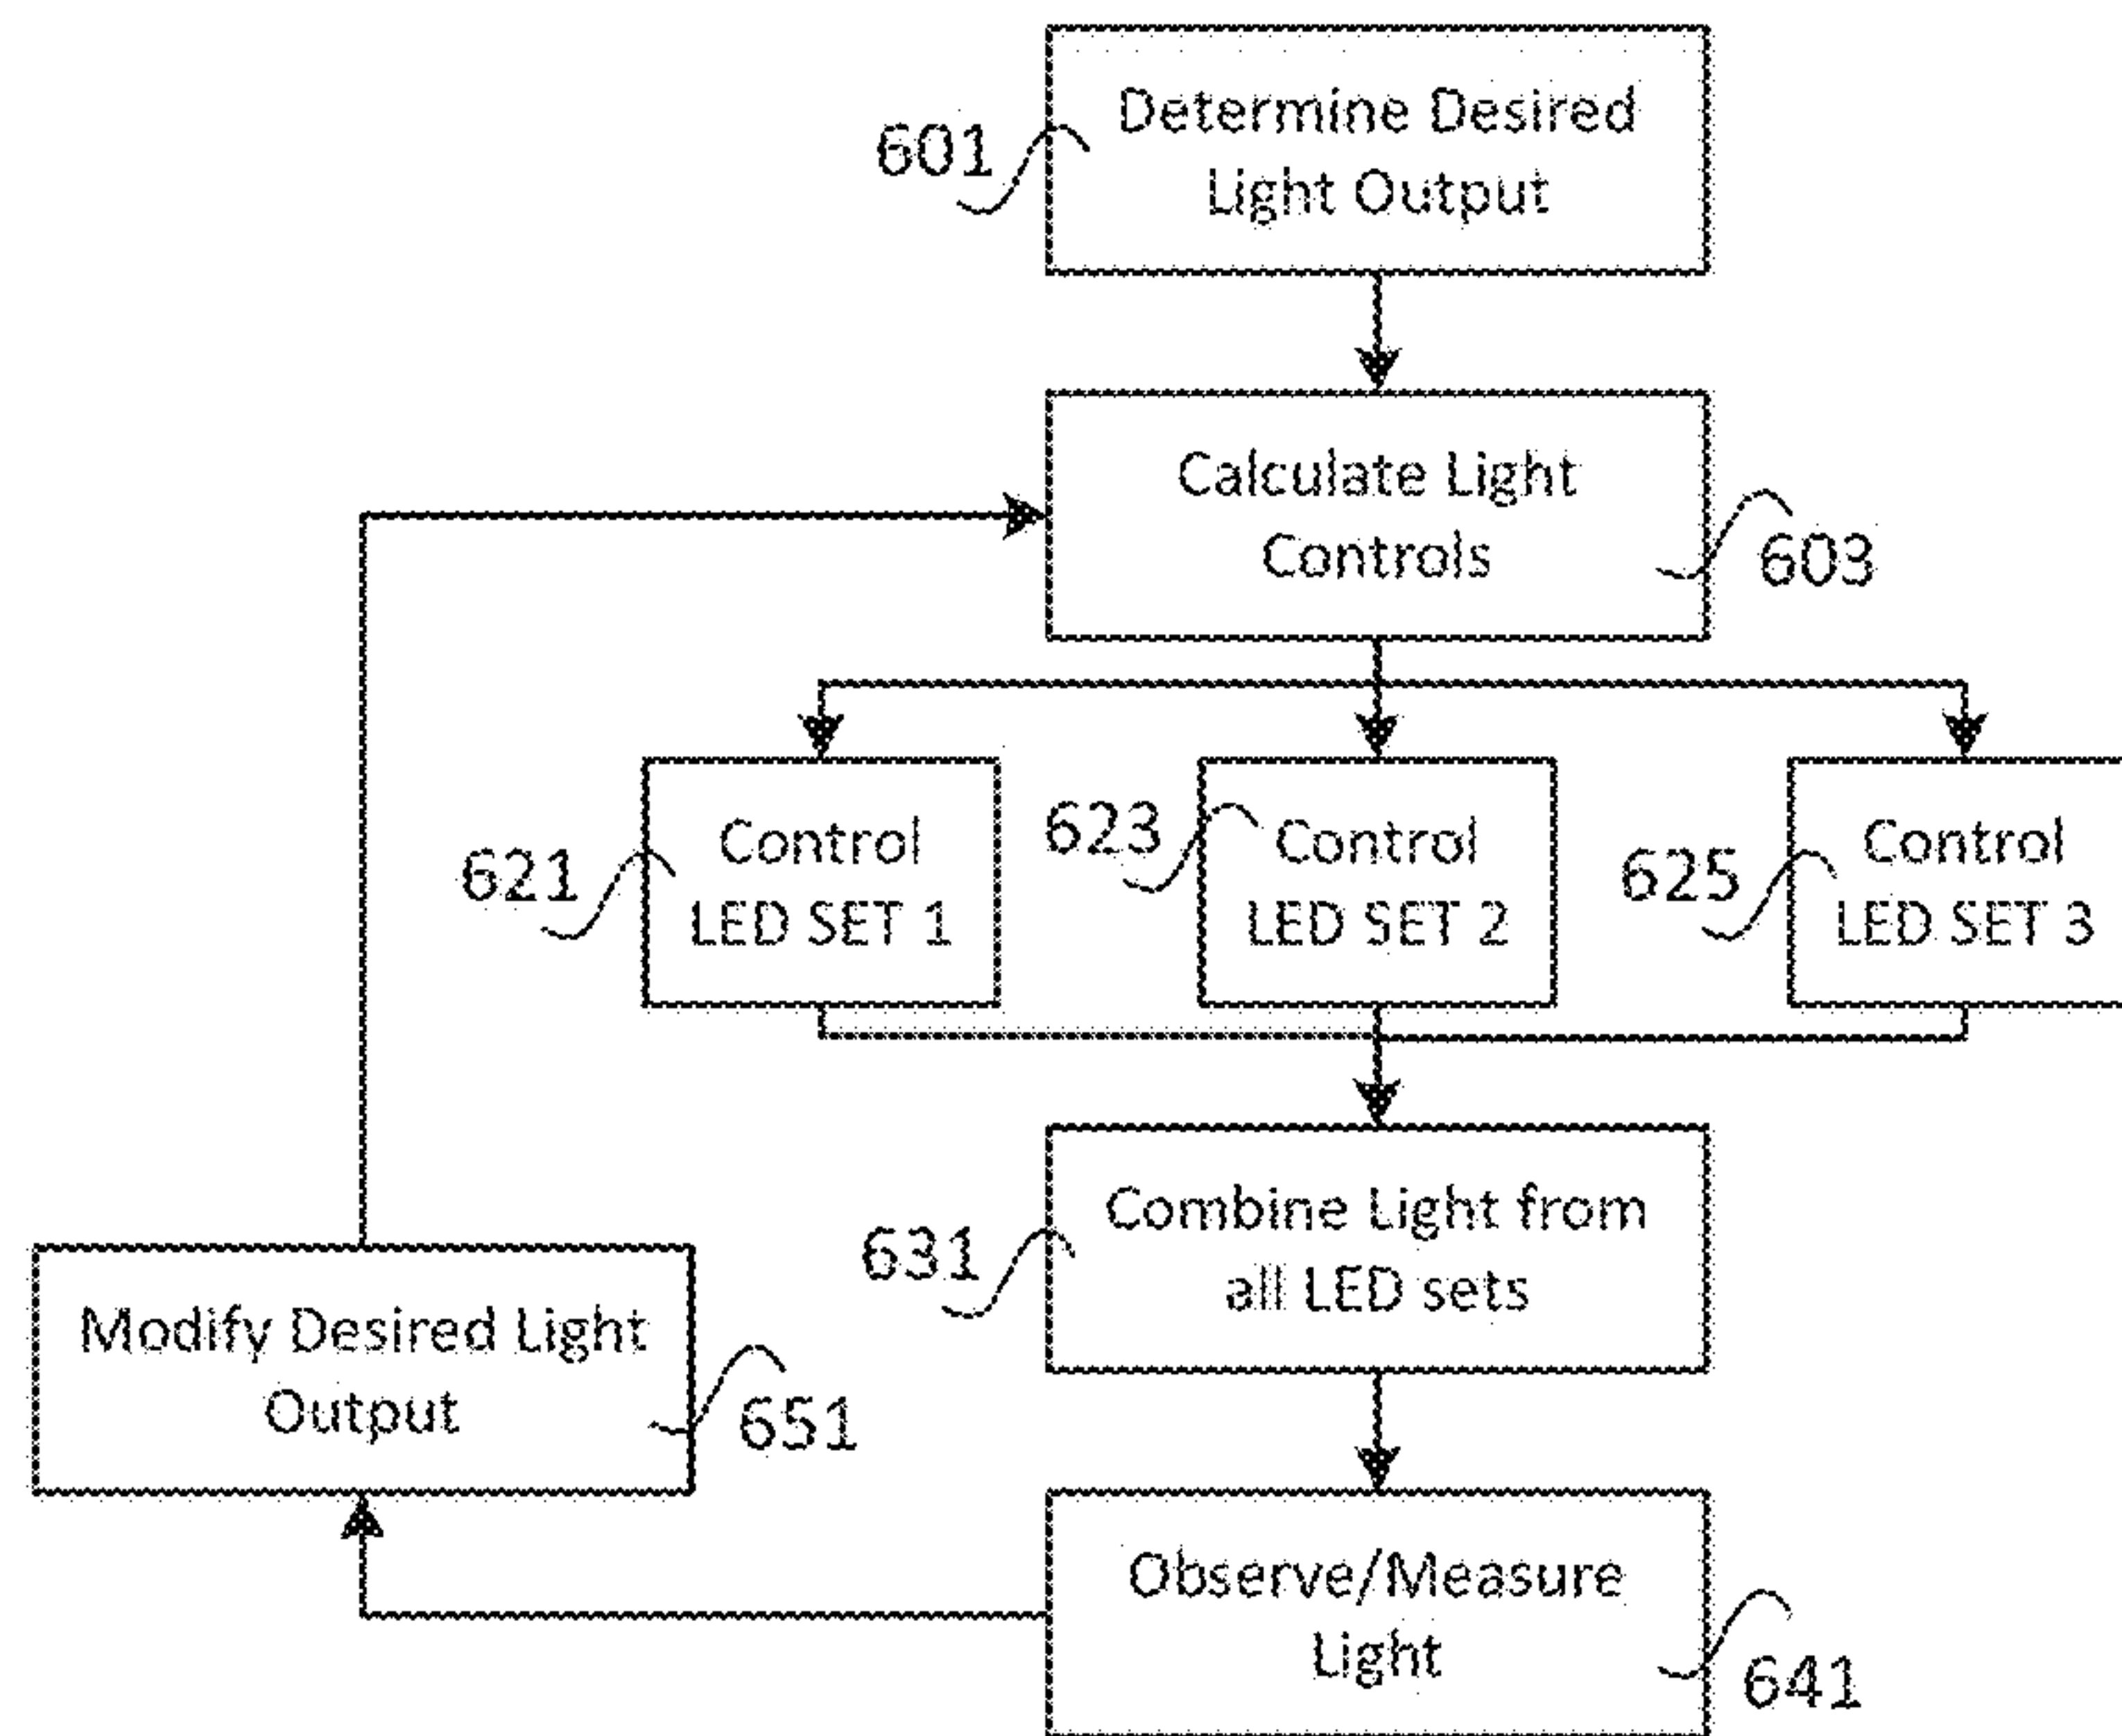 Determine Desired
Light Output
601
Calculate Light
Controls
603
Control
LED SET 1
621
Control
LED SET 2
623
Control
LED SET 3
625
Combine Light from
all LED sets
631
Modify Desired Light
Output
651
Observe/Measure
Light
641